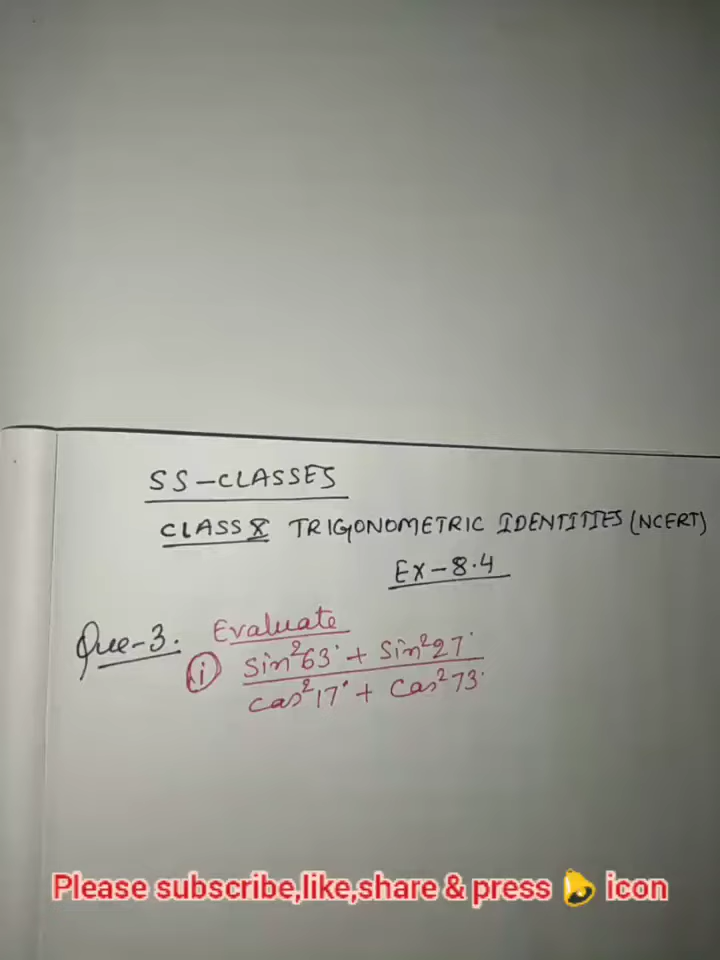 SS-CLASSES
CLASS X TRIGONOMETRIC IDENTITIES (NCERT)
EX-8.4
Que-3. Evaluate
(i) Sin²63° + Sin²27°
Cos²17° + Cos²73°
Please subscribe,like,share & press 🔔 icon